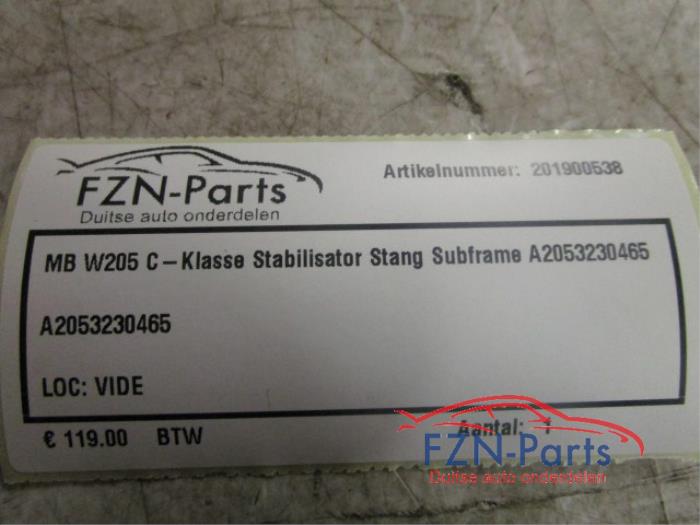 FZN-Parts
Duitse auto onderdelen
Artikelnummer: 201900538
MB W205 C-Klasse Stabilisator Stang Subframe A2053230465
A2053230465
LOC: VIDE
€ 119.00 BTW
Aantal: 1
FZN-Parts
Duitse auto onderdelen